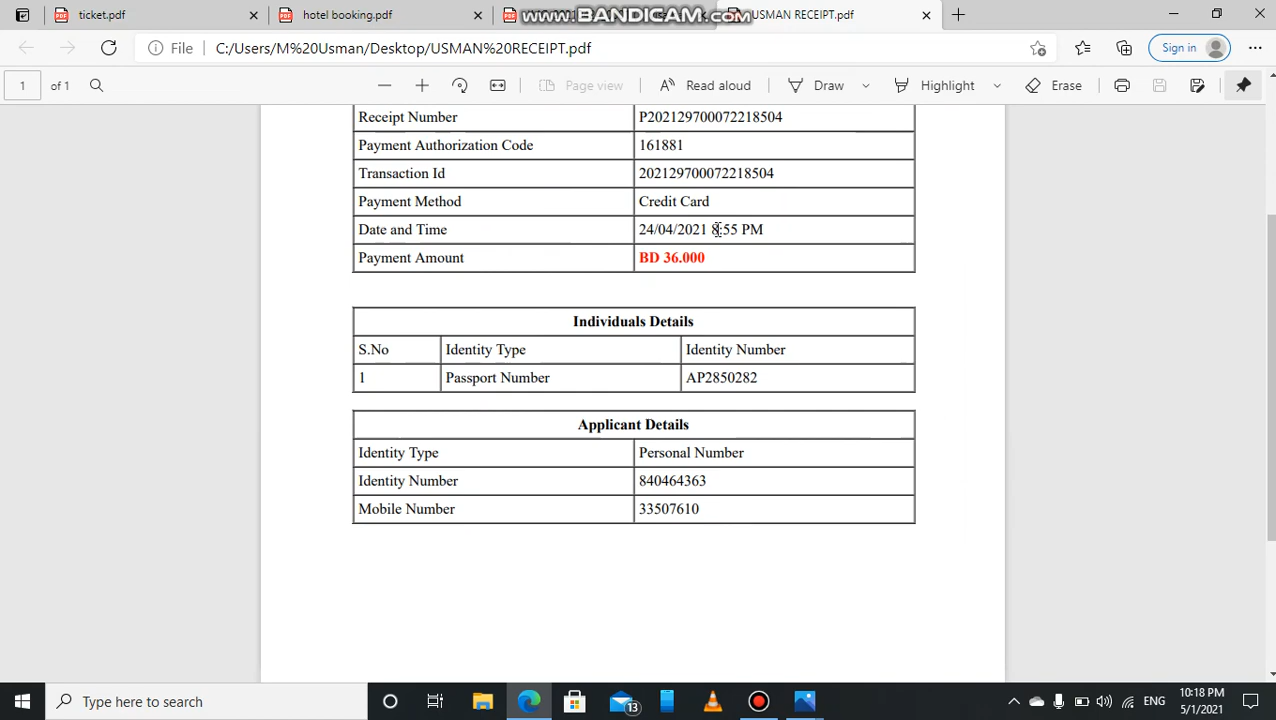 ticket.pdf
hotel booking.pdf
www.BANDICAM.com
USMAN RECEIPT.pdf
File
C:/Users/M%20Usman/Desktop/USMAN%20RECEIPT.pdf
Sign in
1 of 1
Page view
Read aloud
Draw
Highlight
Erase
Receipt Number P202129700072218504
Payment Authorization Code 161881
Transaction Id 202129700072218504
Payment Method Credit Card
Date and Time 24/04/2021 8:55 PM
Payment Amount BD 36.000
Individuals Details
S.No Identity Type Identity Number
1 Passport Number AP2850282
Applicant Details
Identity Type Personal Number
Identity Number 840464363
Mobile Number 33507610
Type here to search
13
ENG
10:18 PM
5/1/2021